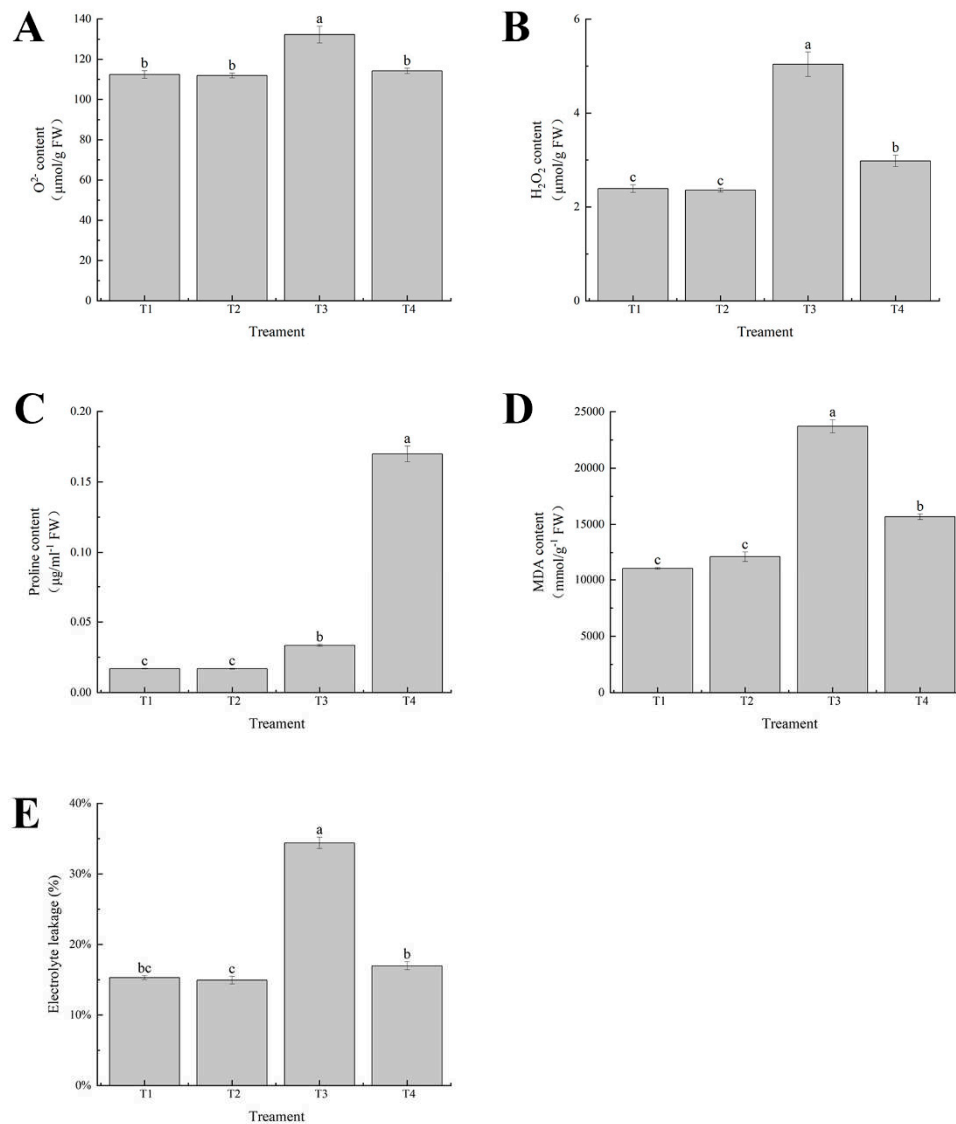 A
O²⁻ content
(μmol/g FW)
140
120
100
80
60
40
20
0
b
b
a
b
T1
T2
T3
T4
Treament
B
H₂O₂ content
(μmol/g FW)
6
4
2
0
c
c
a
b
T1
T2
T3
T4
Treament
C
Proline content
(μg/ml⁻¹ FW)
0.20
0.15
0.10
0.05
0.00
c
c
b
a
T1
T2
T3
T4
Treament
D
MDA content
(mmol/g⁻¹ FW)
25000
20000
15000
10000
5000
0
c
c
a
b
T1
T2
T3
T4
Treament
E
Electrolyte leakage (%)
40%
30%
20%
10%
0%
bc
c
a
b
T1
T2
T3
T4
Treament